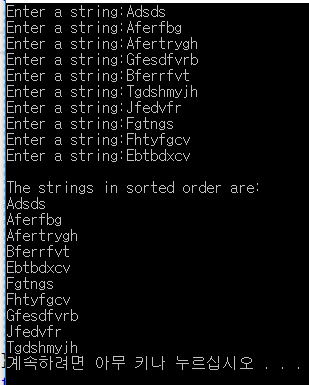 Enter a string:Adsds
Enter a string:Aferfbg
Enter a string:Afertrygh
Enter a string:Gfesdfvrb
Enter a string:Bferrfvt
Enter a string:Tgdshmyjh
Enter a string:Jfedvfr
Enter a string:Fgtngs
Enter a string:Fhtyfgcv
Enter a string:Ebtbdxcv
The strings in sorted order are:
Adsds
Aferfbg
Afertrygh
Bferrfvt
Ebtbdxcv
Fgtngs
Fhtyfgcv
Gfesdfvrb
Jfedvfr
Tgdshmyjh
계속하려면 아무 키나 누르십시오 . . .